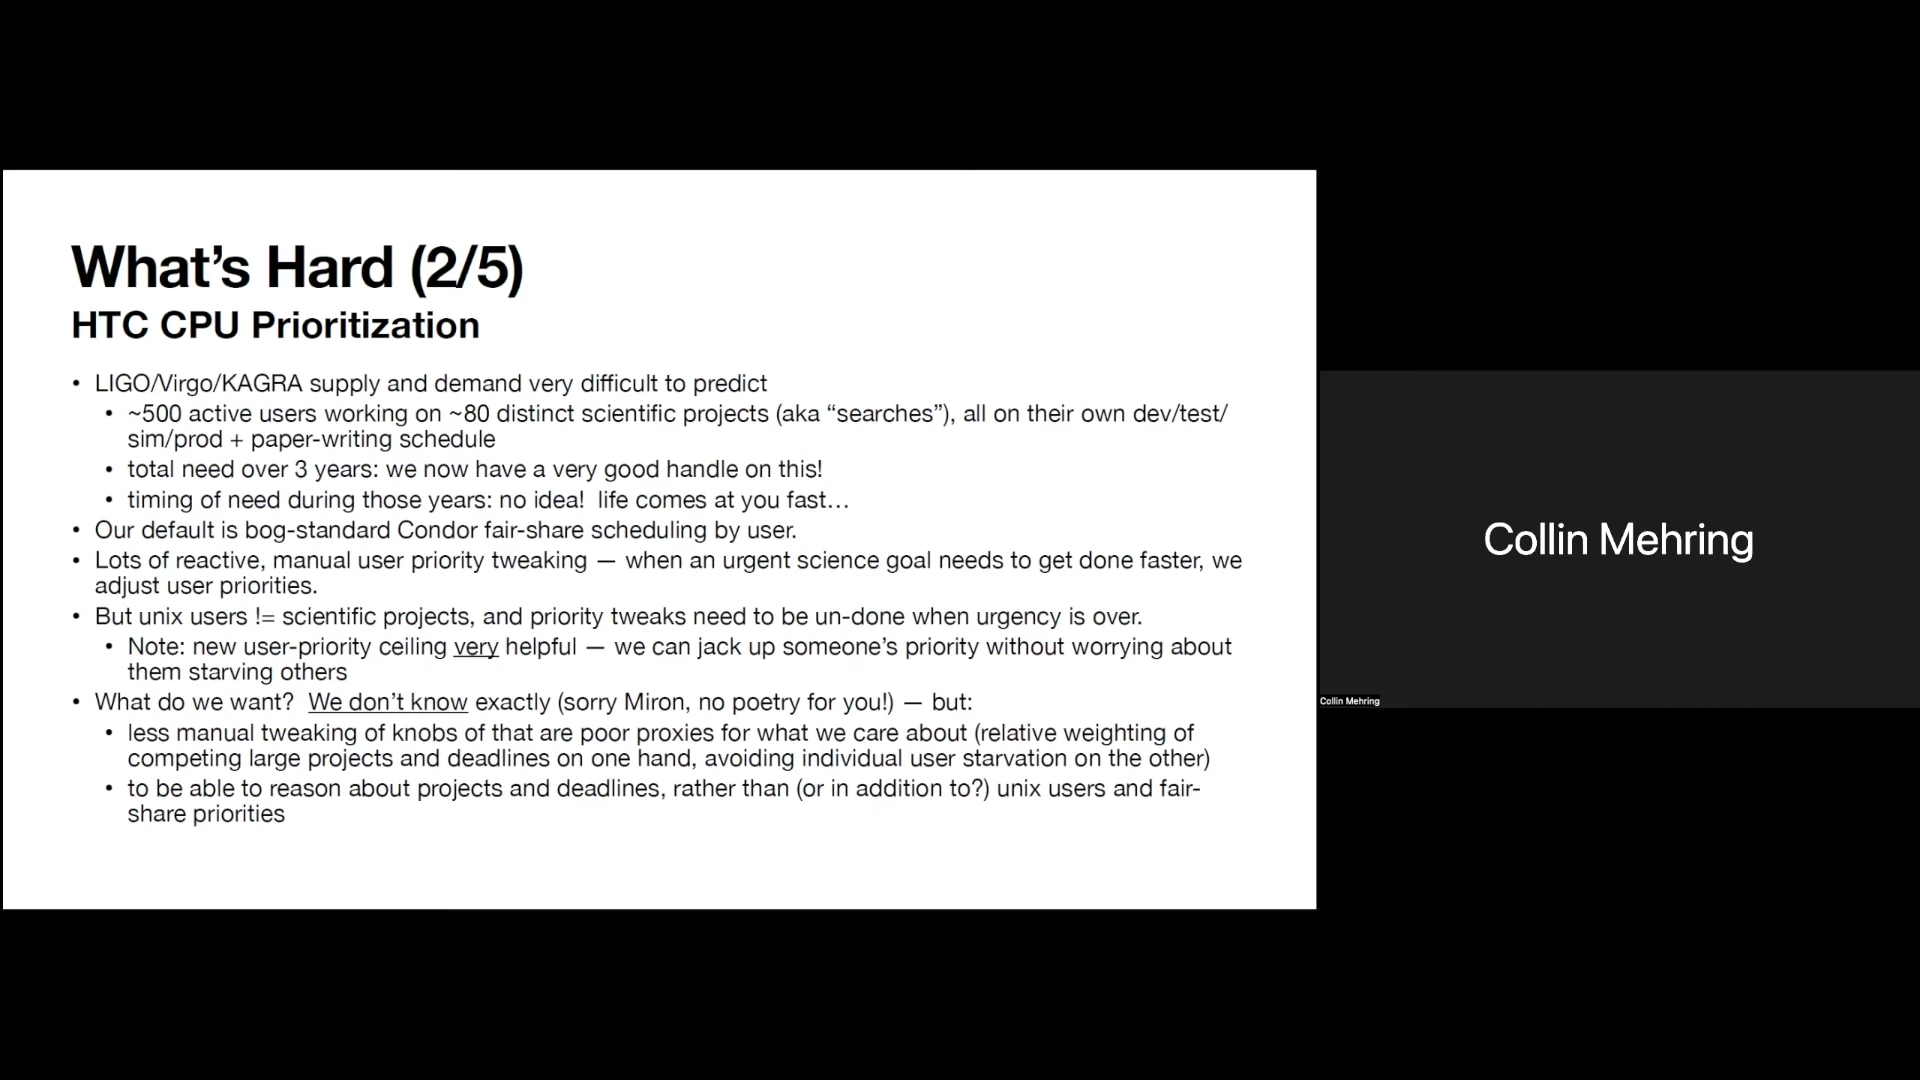 What's Hard (2/5)
HTC CPU Prioritization
• LIGO/Virgo/KAGRA supply and demand very difficult to predict
• ~500 active users working on ~80 distinct scientific projects (aka “searches”), all on their own dev/test/
sim/prod + paper-writing schedule
• total need over 3 years: we now have a very good handle on this!
• timing of need during those years: no idea!  life comes at you fast…
• Our default is bog-standard Condor fair-share scheduling by user.
• Lots of reactive, manual user priority tweaking — when an urgent science goal needs to get done faster, we
adjust user priorities.
• But unix users != scientific projects, and priority tweaks need to be un-done when urgency is over.
• Note: new user-priority ceiling very helpful — we can jack up someone’s priority without worrying about
them starving others
• What do we want?  We don’t know exactly (sorry Miron, no poetry for you!) — but:
• less manual tweaking of knobs of that are poor proxies for what we care about (relative weighting of
competing large projects and deadlines on one hand, avoiding individual user starvation on the other)
• to be able to reason about projects and deadlines, rather than (or in addition to?) unix users and fair-
share priorities
Collin Mehring
Collin Mehring